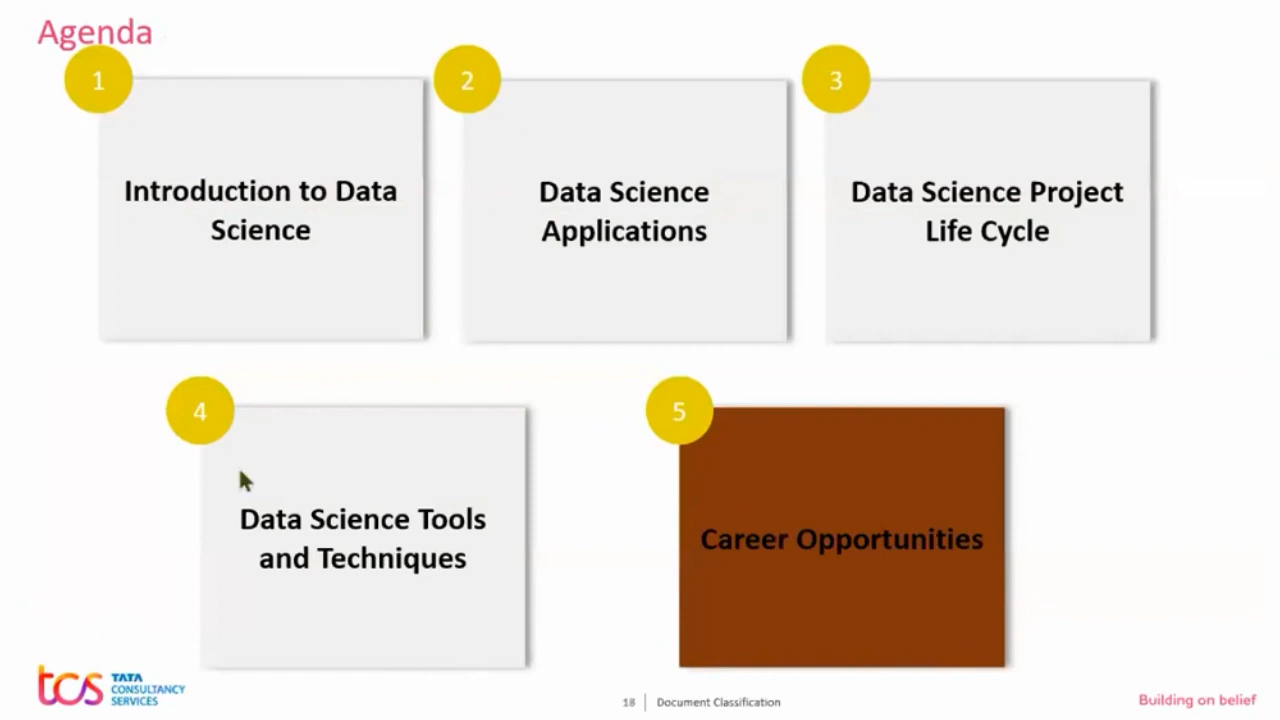 Agenda
1
Introduction to Data
Science
2
Data Science
Applications
3
Data Science Project
Life Cycle
4
Data Science Tools
and Techniques
5
Career Opportunities
tcs
TATA
CONSULTANCY
SERVICES
18
Document Classification
Building on belief